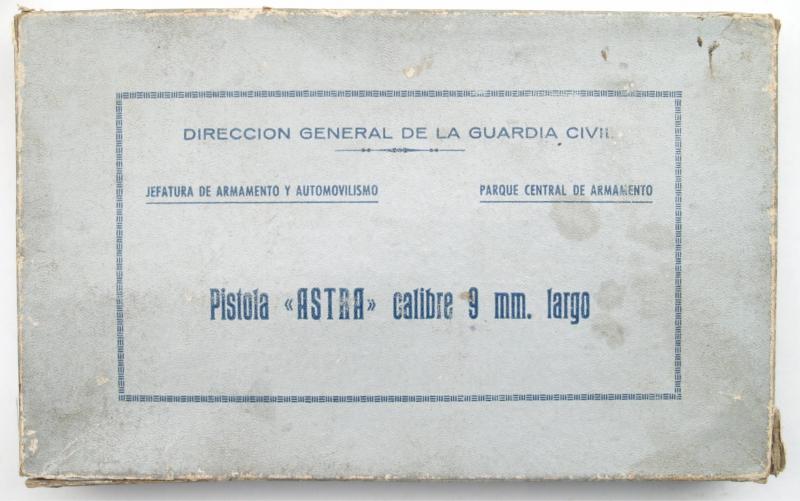 DIRECCION GENERAL DE LA GUARDIA CIVIL
JEFATURA DE ARMAMENTO Y AUTOMOVILISMO
PARQUE CENTRAL DE ARMAMENTO
Pistola «ASTRA» calibre 9 mm. largo